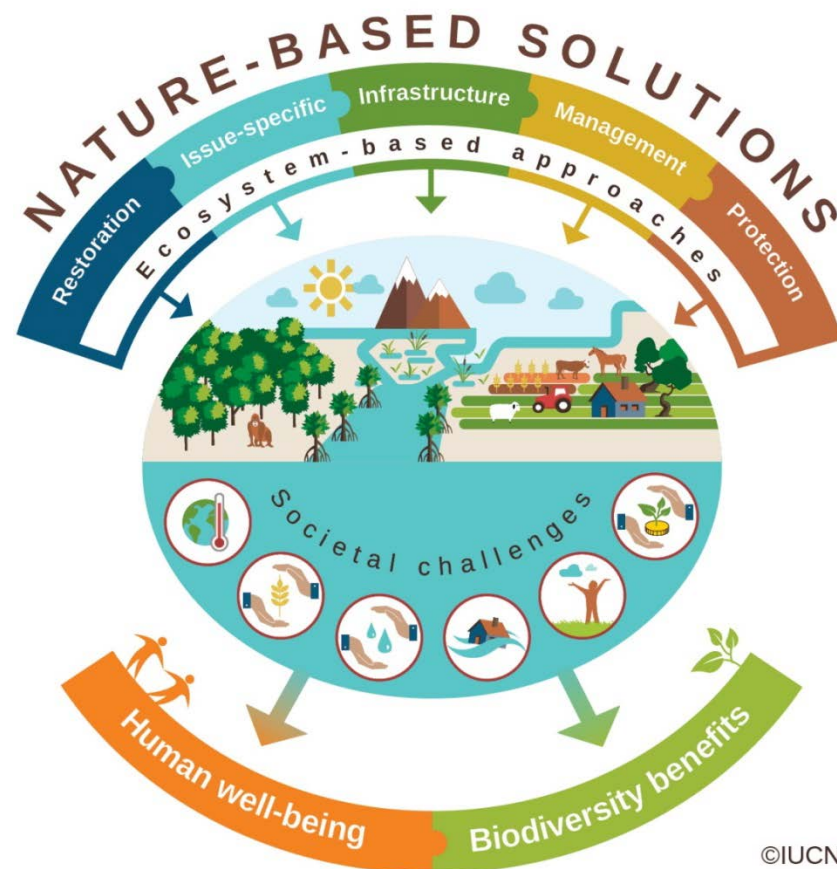 NATURE-BASED SOLUTIONS
Restoration
Issue-specific
Infrastructure
Management
Protection
Ecosystem-based approaches
Societal challenges
Human well-being
Biodiversity benefits
©IUCN